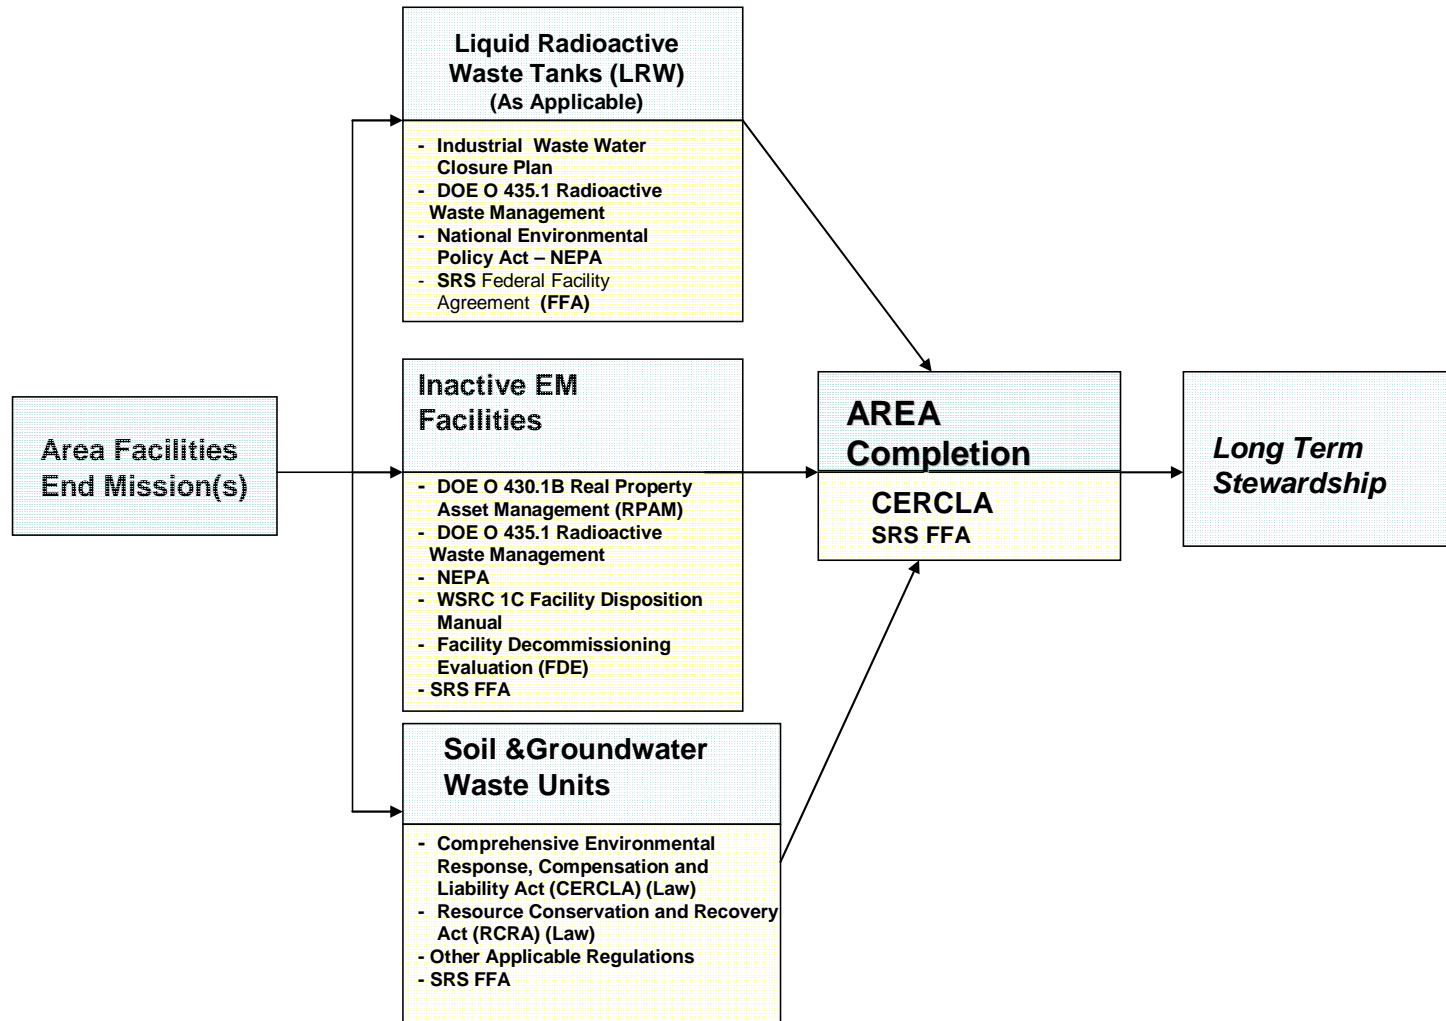 Liquid Radioactive
Waste Tanks (LRW)
(As Applicable)
- Industrial Waste Water
Closure Plan
- DOE O 435.1 Radioactive
Waste Management
- National Environmental
Policy Act – NEPA
- SRS Federal Facility
Agreement (FFA)
Area Facilities
End Mission(s)
Inactive EM
Facilities
- DOE O 430.1B Real Property
Asset Management (RPAM)
- DOE O 435.1 Radioactive
Waste Management
- NEPA
- WSRC 1C Facility Disposition
Manual
- Facility Decommissioning
Evaluation (FDE)
- SRS FFA
Soil &Groundwater
Waste Units
- Comprehensive Environmental
Response, Compensation and
Liability Act (CERCLA) (Law)
- Resource Conservation and Recovery
Act (RCRA) (Law)
- Other Applicable Regulations
- SRS FFA
AREA
Completion
CERCLA
SRS FFA
Long Term
Stewardship